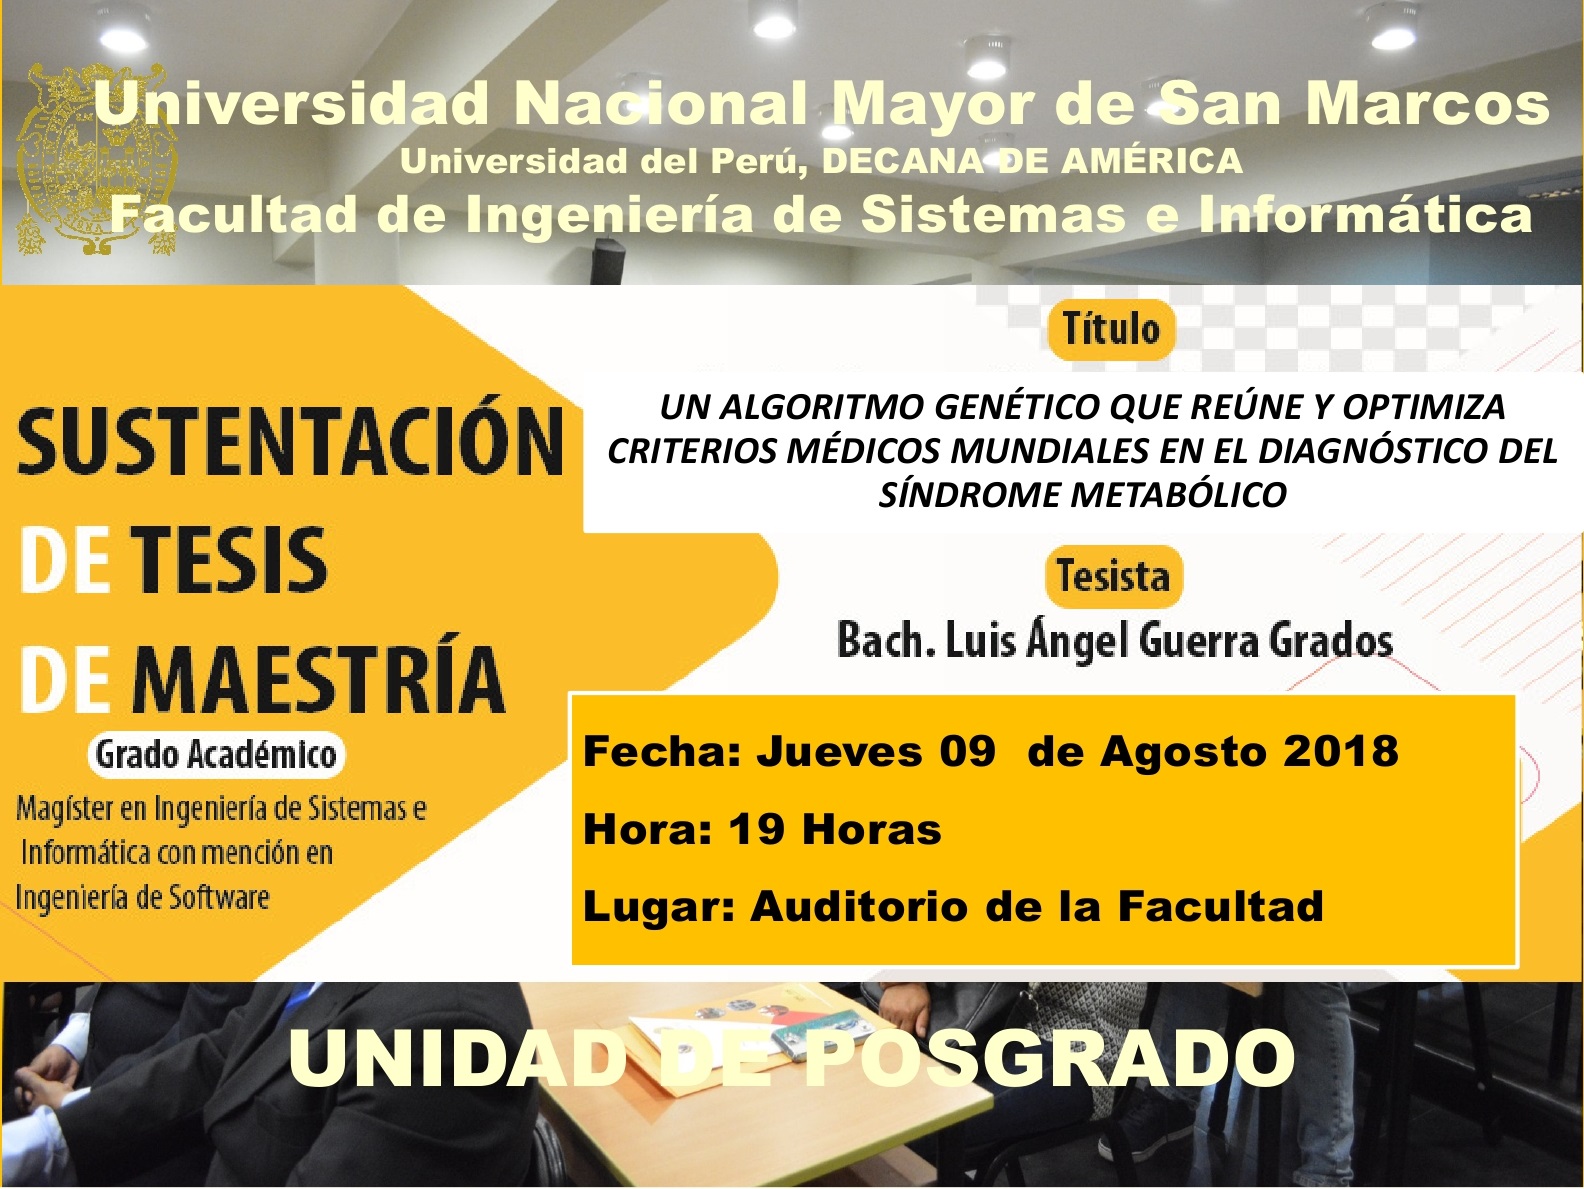 Universidad Nacional Mayor de San Marcos
Universidad del Perú, DECANA DE AMÉRICA
Facultad de Ingeniería de Sistemas e Informática
SUSTENTACIÓN
DE TESIS
DE MAESTRÍA
Grado Académico
Magíster en Ingeniería de Sistemas e
Informática con mención en
Ingeniería de Software
Título
UN ALGORITMO GENÉTICO QUE REÚNE Y OPTIMIZA
CRITERIOS MÉDICOS MUNDIALES EN EL DIAGNÓSTICO DEL
SÍNDROME METABÓLICO
Tesista
Bach. Luis Ángel Guerra Grados
Fecha: Jueves 09  de Agosto 2018
Hora: 19 Horas
Lugar: Auditorio de la Facultad
UNIDAD DE POSGRADO